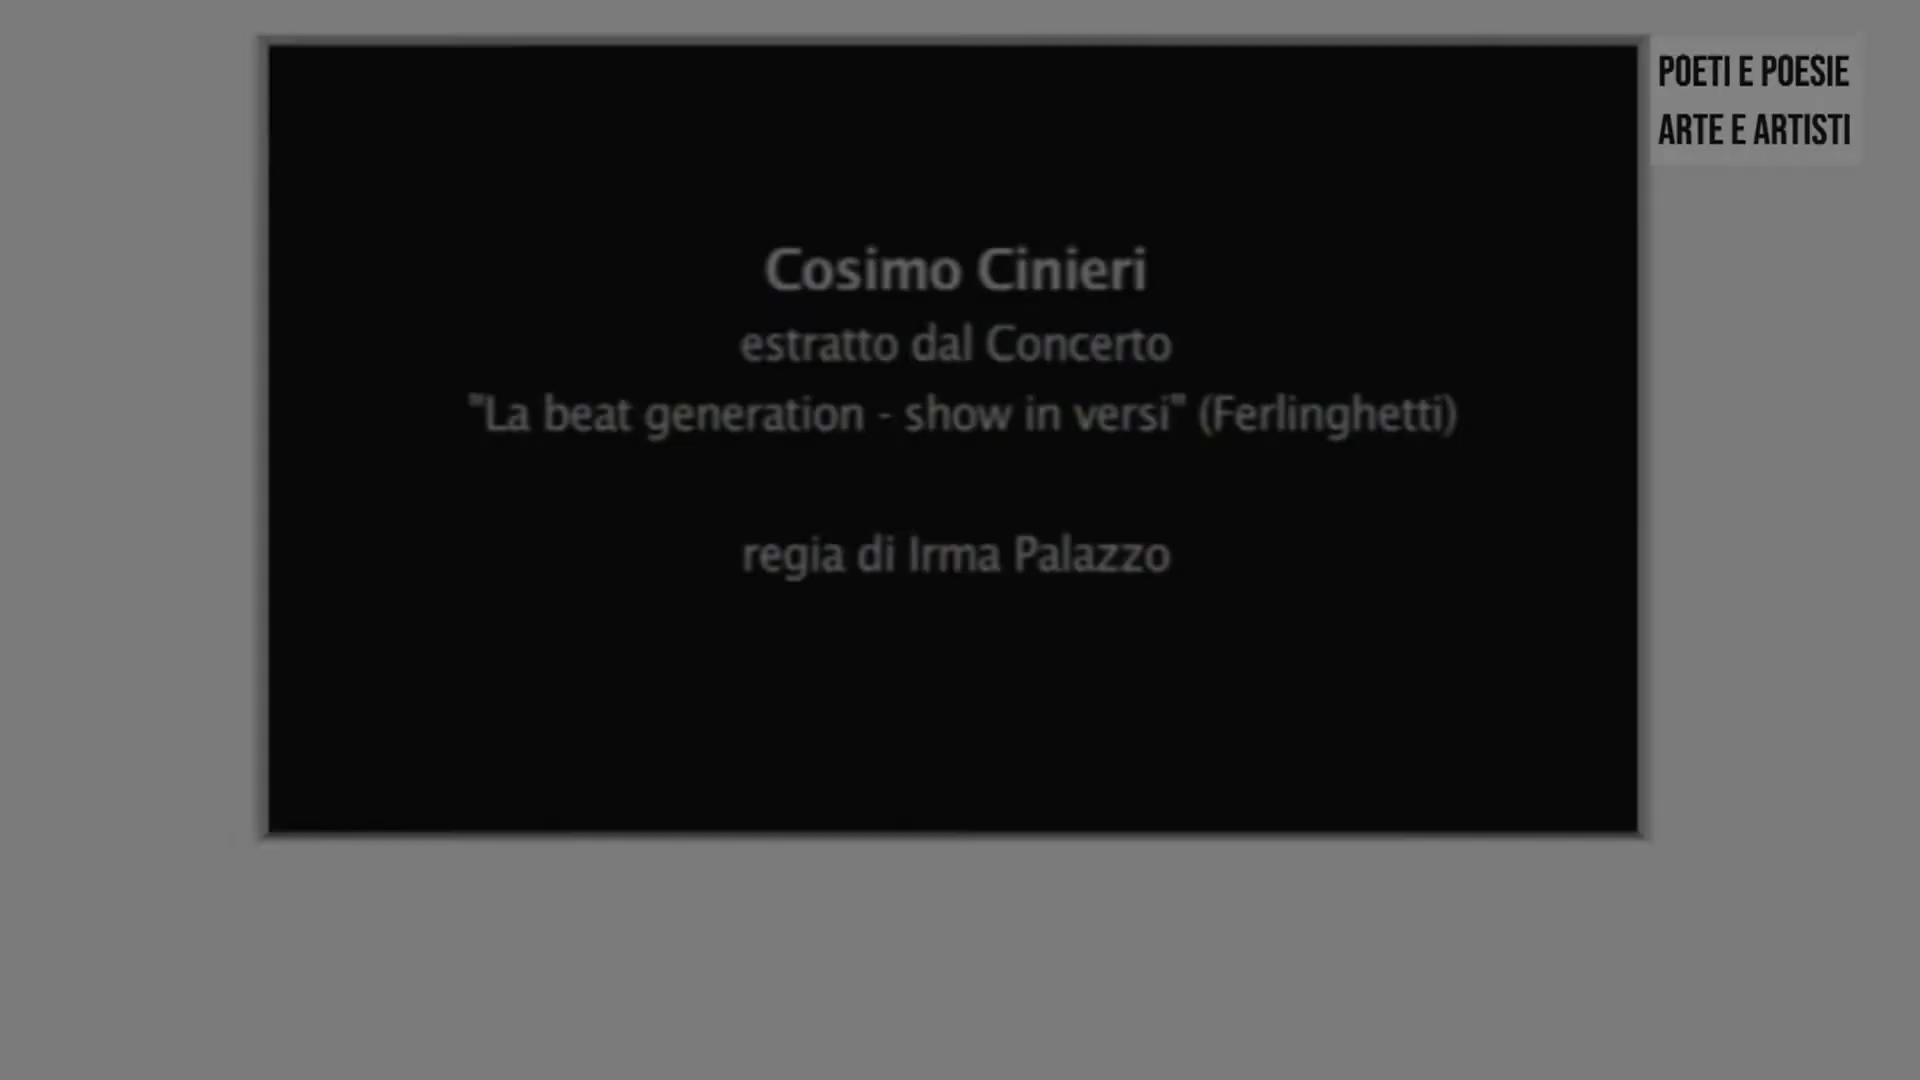 POETI E POESIE
ARTE E ARTISTI
Cosimo Cinieri
estratto dal Concerto
"La beat generation - show in versi" (Ferlinghetti)
regia di Irma Palazzo